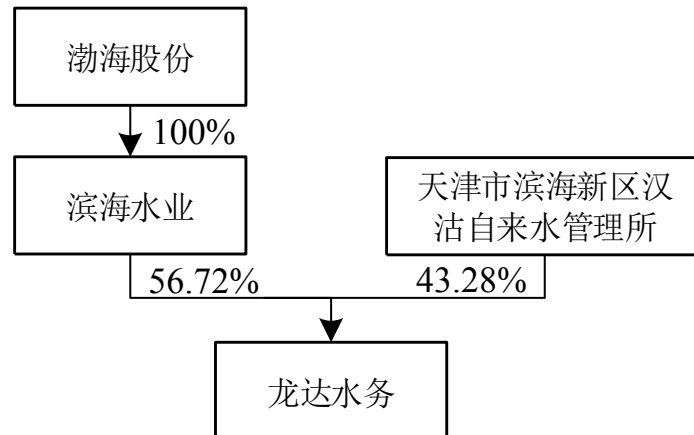 渤海股份
100%
滨海水业
天津市滨海新区汉
沽自来水管理所
56.72%
43.28%
龙达水务